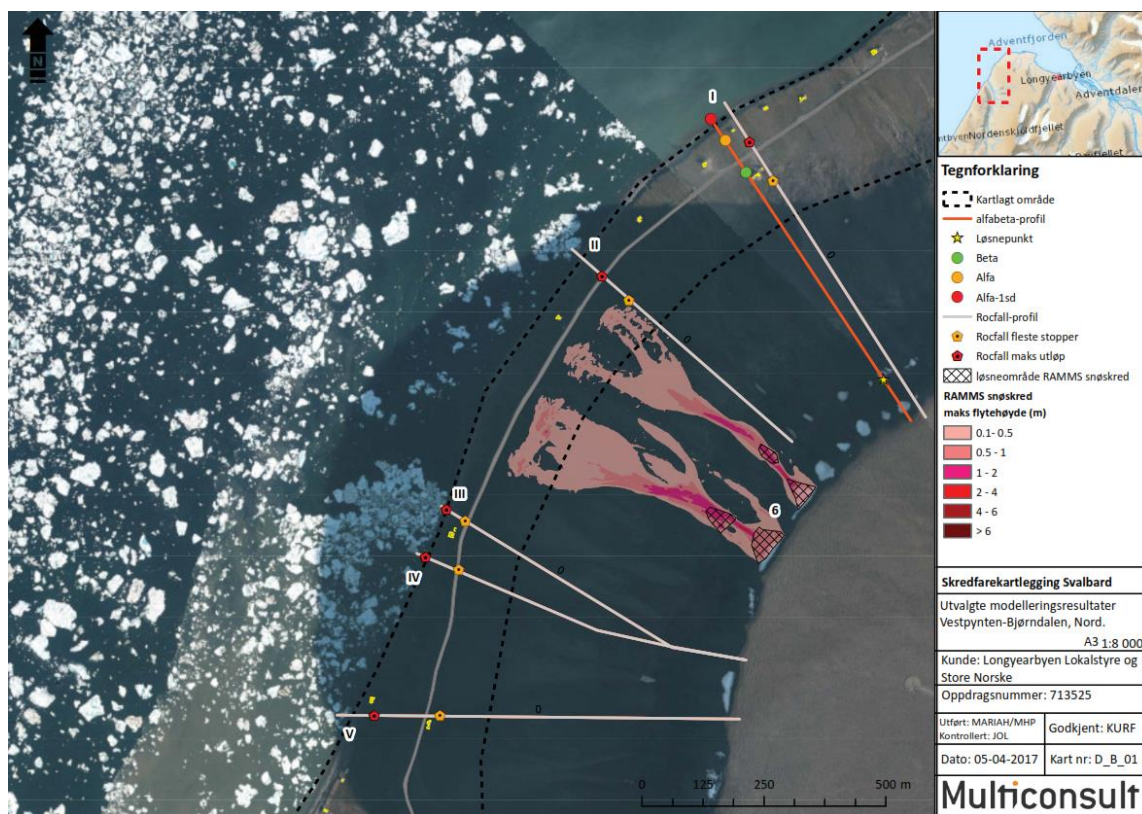 N
I
II
III
IV
V
6
0
0
0
0
0
0 125 250 500 m
Adventfjorden
Longyearbyen
Adventdalen
Nordenskjöldfjellet
Tegnforklaring
Kartlagt område
alfabeta-profil
Løsnepunkt
Beta
Alfa
Alfa-1sd
Rocfall-profil
Rocfall fleste stopper
Rocfall maks utløp
løsneområde RAMMS snøskred
RAMMS snøskred
maks flytehøyde (m)
0.1- 0.5
0.5 - 1
1 - 2
2 - 4
4 - 6
> 6
Skredfarekartlegging Svalbard
Utvalgte modelleringsresultater
Vestpynten-Bjørndalen, Nord.
A3 1:8 000
Kunde: Longyearbyen Lokalstyre og
Store Norske
Oppdragsnummer: 713525
Utført: MARIAH/MHP
Kontrollert: JOL
Godkjent: KURF
Dato: 05-04-2017
Kart nr: D_B_01
Multiconsult